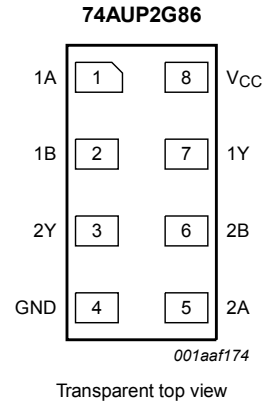 74AUP2G86
1A 1 8 VCC
1B 2 7 1Y
2Y 3 6 2B
GND 4 5 2A
001aaf174
Transparent top view